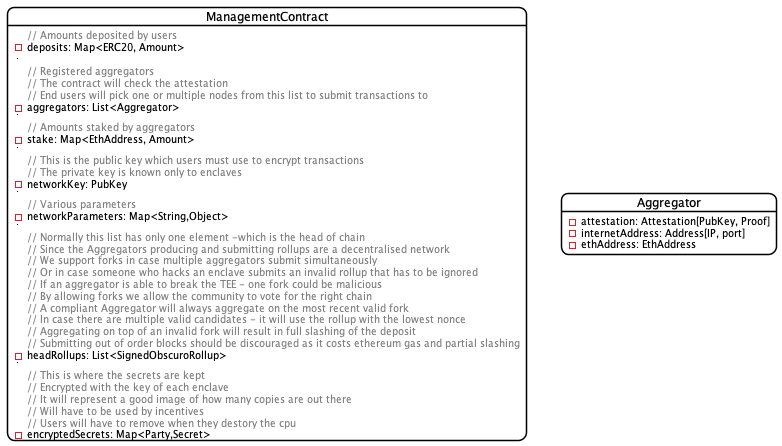 ManagementContract
// Amounts deposited by users
deposits: Map<ERC20, Amount>
// Registered aggregators
// The contract will check the attestation
// End users will pick one or multiple nodes from this list to submit transactions to
aggregators: List<Aggregator>
// Amounts staked by aggregators
stake: Map<EthAddress, Amount>
// This is the public key which users must use to encrypt transactions
// The private key is known only to enclaves
networkKey: PubKey
// Various parameters
networkParameters: Map<String,Object>
// Normally this list has only one element -which is the head of chain
// Since the Aggregators producing and submitting rollups are a decentralised network
// We support forks in case multiple aggregators submit simultaneously
// Or in case someone who hacks an enclave submits an invalid rollup that has to be ignored
// If an aggregator is able to break the TEE - one fork could be malicious
// By allowing forks we allow the community to vote for the right chain
// A compliant Aggregator will always aggregate on the most recent valid fork
// In case there are multiple valid candidates - it will use the rollup with the lowest nonce
// Aggregating on top of an invalid fork will result in full slashing of the deposit
// Submitting out of order blocks should be discouraged as it costs ethereum gas and partial slashing
headRollups: List<SignedObscuroRollup>
// This is where the secrets are kept
// Encrypted with the key of each enclave
// It will represent a good image of how many copies are out there
// Will have to be used by incentives
// Users will have to remove when they destory the cpu
encryptedSecrets: Map<Party,Secret>
Aggregator
attestation: Attestation[PubKey, Proof]
internetAddress: Address[IP, port]
ethAddress: EthAddress